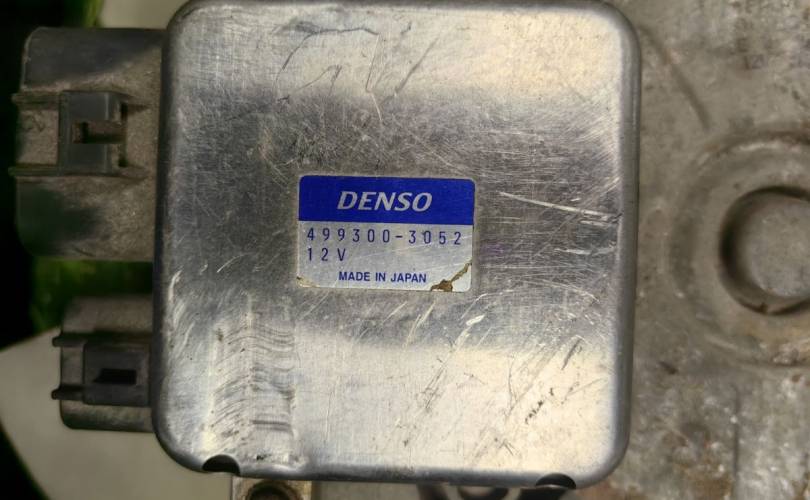 DENSO
499300-3052
12V
MADE IN JAPAN